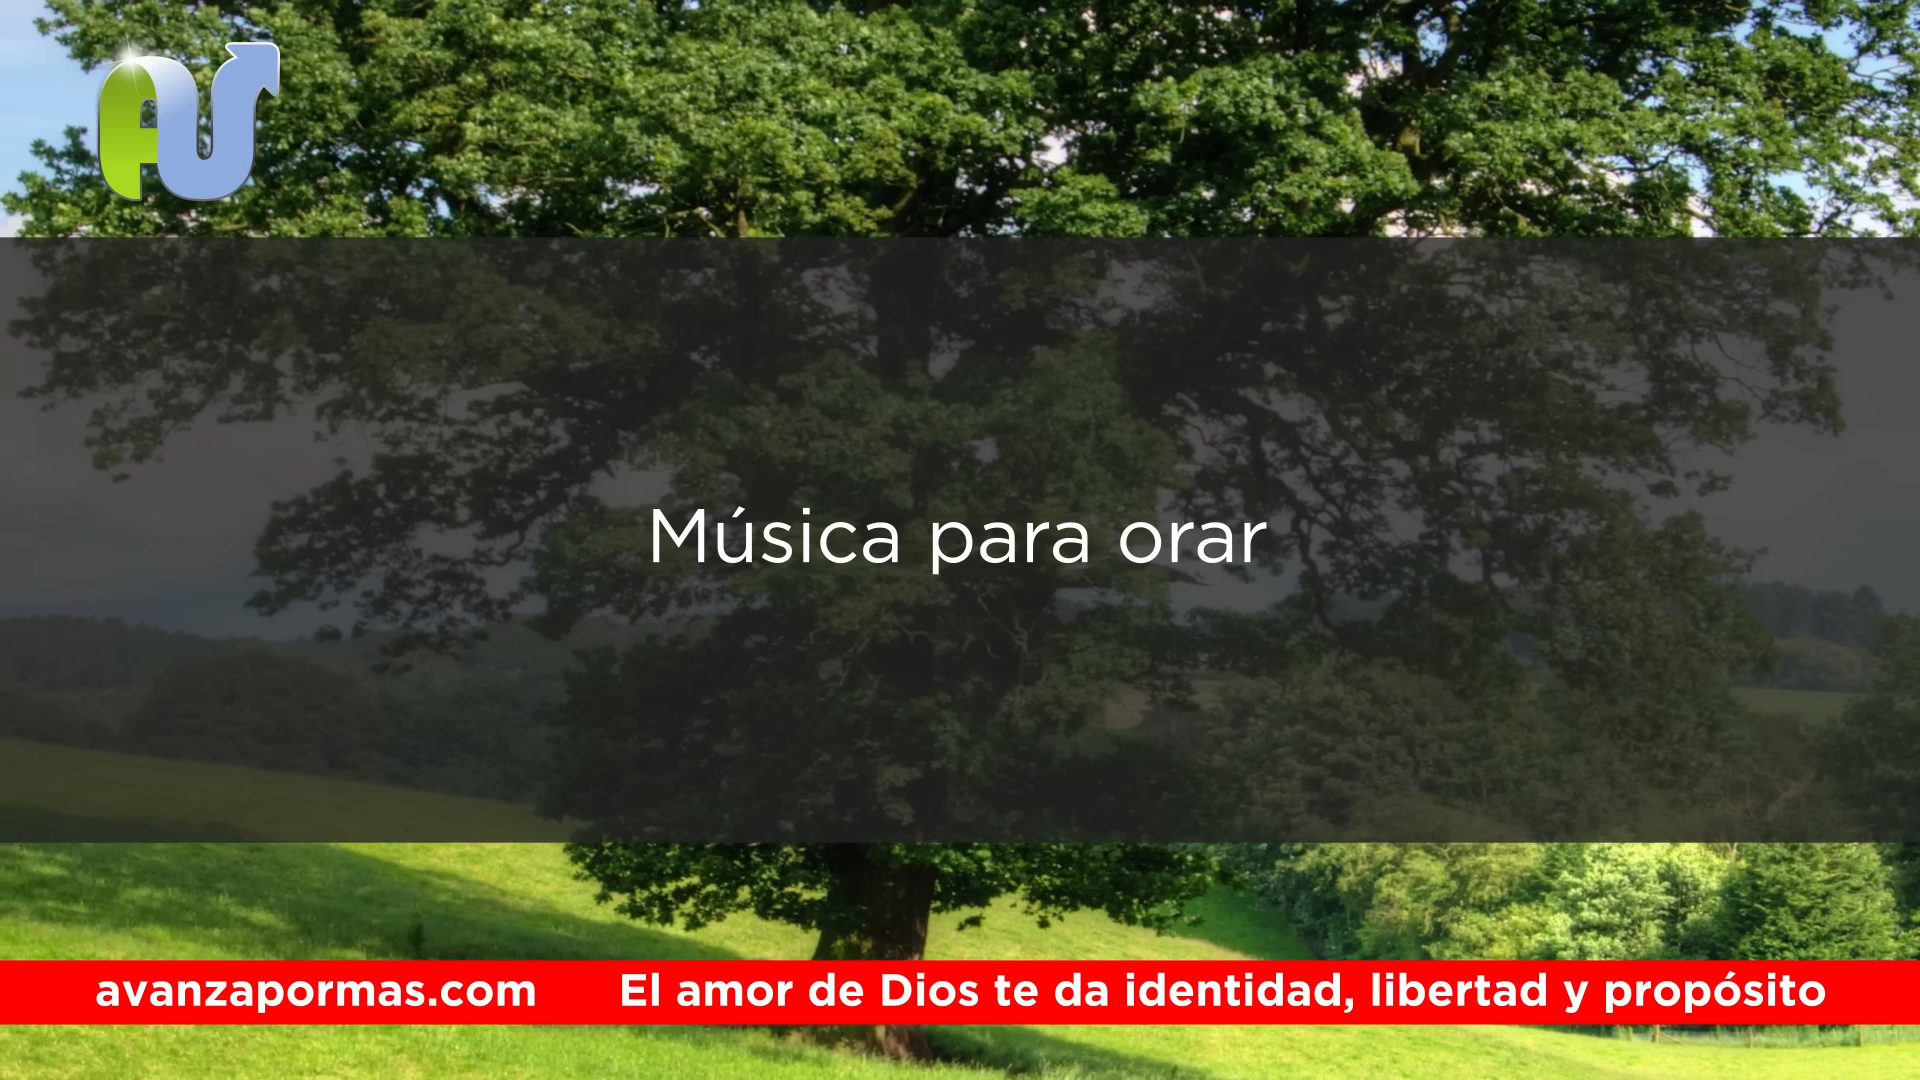 Música para orar
avanzapormas.com El amor de Dios te da identidad, libertad y propósito